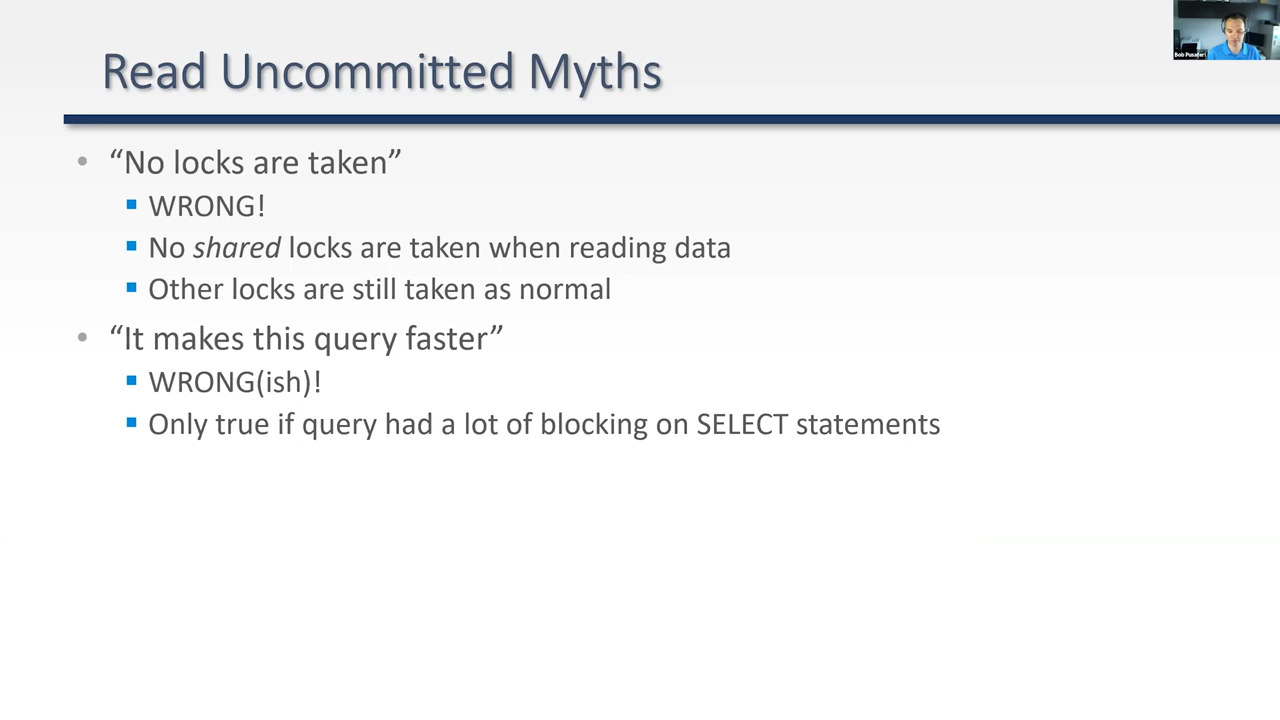 Read Uncommitted Myths
• “No locks are taken”
▪ WRONG!
▪ No shared locks are taken when reading data
▪ Other locks are still taken as normal
• “It makes this query faster”
▪ WRONG(ish)!
▪ Only true if query had a lot of blocking on SELECT statements
Bob Pusateri